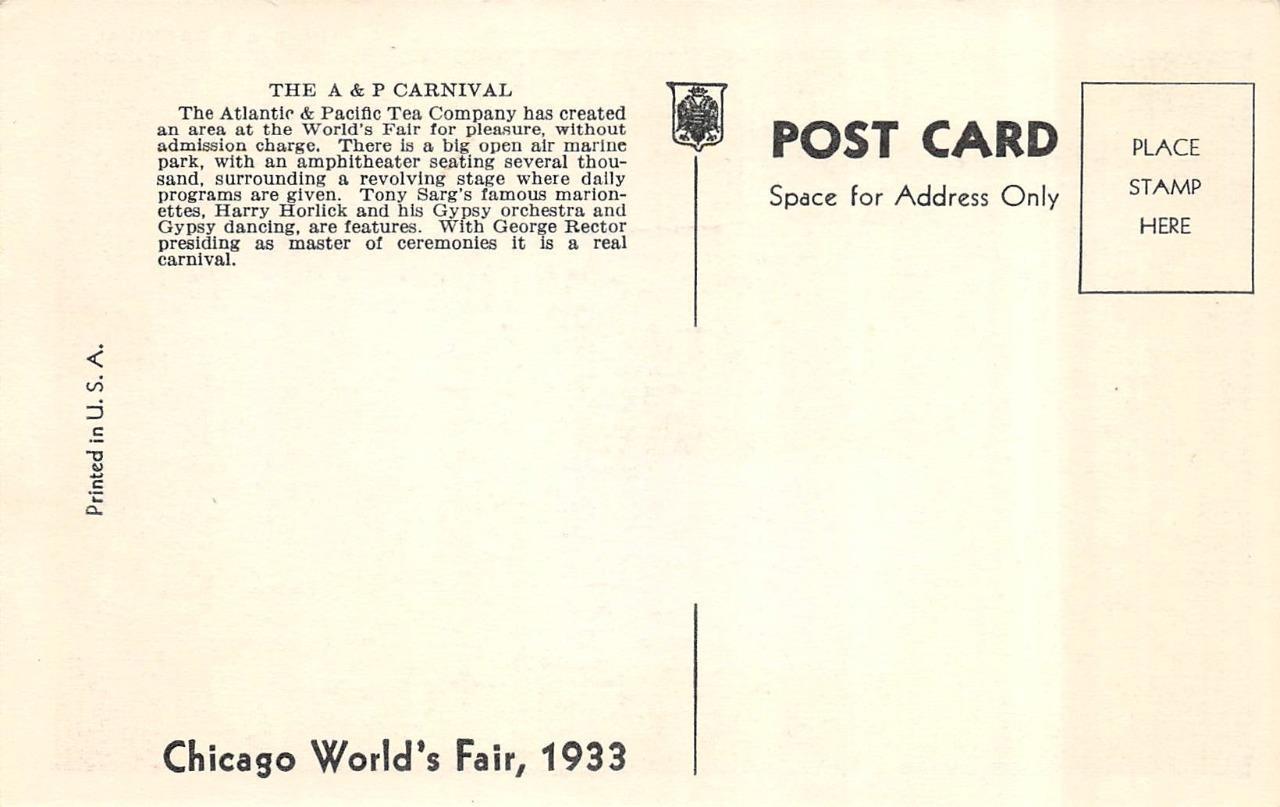 THE A & P CARNIVAL
The Atlantic & Pacific Tea Company has created
an area at the World's Fair for pleasure, without
admission charge. There is a big open air marine
park, with an amphitheater seating several thou-
sand, surrounding a revolving stage where daily
programs are given. Tony Sarg's famous marion-
ettes, Harry Horlick and his Gypsy orchestra and
Gypsy dancing, are features. With George Rector
presiding as master of ceremonies it is a real
carnival.
Printed in U. S. A.
Chicago World's Fair, 1933
POST CARD
Space for Address Only
PLACE
STAMP
HERE